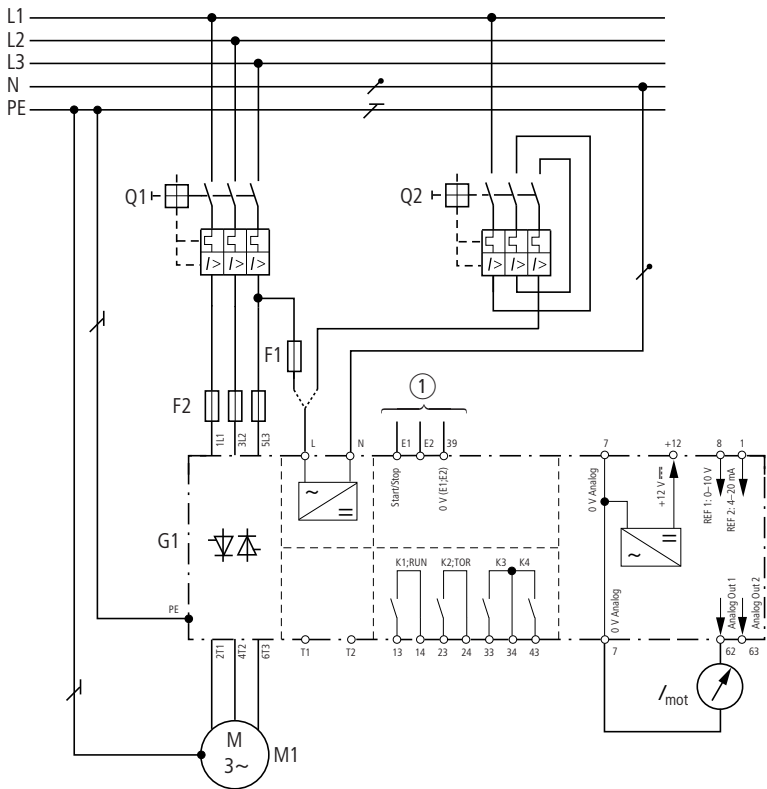 L1
L2
L3
N
PE
Q1
I> I> I>
Q2
I> I> I>
F1
F2
1L1
3L2
5L3
1
L
N
E1
E2
39
7
+12
8
1
~
=
Start/Stop
0 V (E1;E2)
0 V Analog
+12 V
REF 1: 0–10 V
REF 2: 4–20 mA
~
=
G1
K1;RUN
K2;TOR
K3
K4
PE
0 V Analog
Analog Out 1
Analog Out 2
2T1
4T2
6T3
T1
T2
13
14
23
24
33
34
43
7
62
63
I mot
M
3~
M1